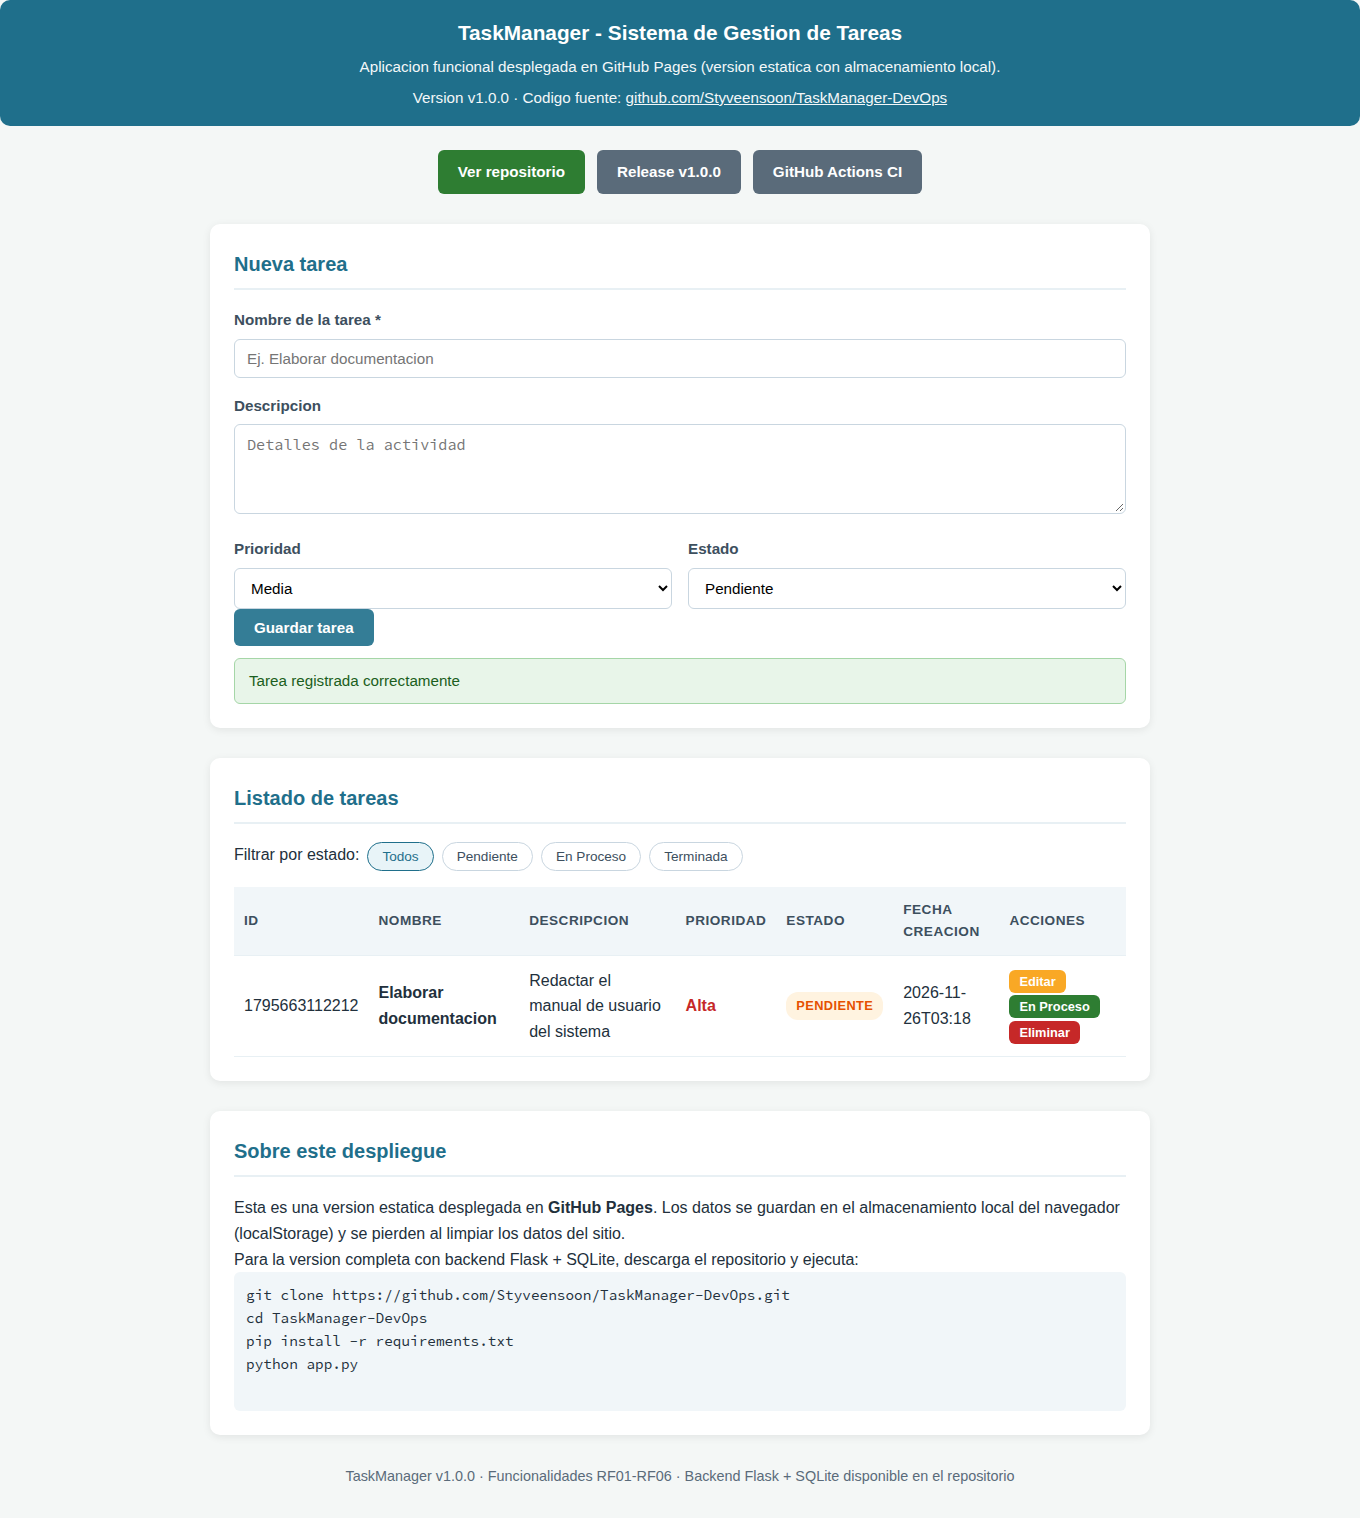 TaskManager - Sistema de Gestion de Tareas
Aplicacion funcional desplegada en GitHub Pages (version estatica con almacenamiento local).
Version v1.0.0 · Codigo fuente: github.com/Styveensoon/TaskManager-DevOps
Ver repositorio
Release v1.0.0
GitHub Actions CI
Nueva tarea
Nombre de la tarea *
Ej. Elaborar documentacion
Descripcion
Detalles de la actividad
Prioridad
Estado
Media
Pendiente
Guardar tarea
Tarea registrada correctamente
Listado de tareas
Filtrar por estado: Todos Pendiente En Proceso Terminada
ID NOMBRE DESCRIPCION PRIORIDAD ESTADO FECHA CREACION ACCIONES
1795663112212
Elaborar
documentacion
Redactar el
manual de usuario
del sistema
Alta
PENDIENTE
2026-11-
26T03:18
Editar
En Proceso
Eliminar
Sobre este despliegue
Esta es una version estatica desplegada en GitHub Pages. Los datos se guardan en el almacenamiento local del navegador
(localStorage) y se pierden al limpiar los datos del sitio.
Para la version completa con backend Flask + SQLite, descarga el repositorio y ejecuta:
git clone https://github.com/Styveensoon/TaskManager-DevOps.git
cd TaskManager-DevOps
pip install -r requirements.txt
python app.py
TaskManager v1.0.0 · Funcionalidades RF01-RF06 · Backend Flask + SQLite disponible en el repositorio